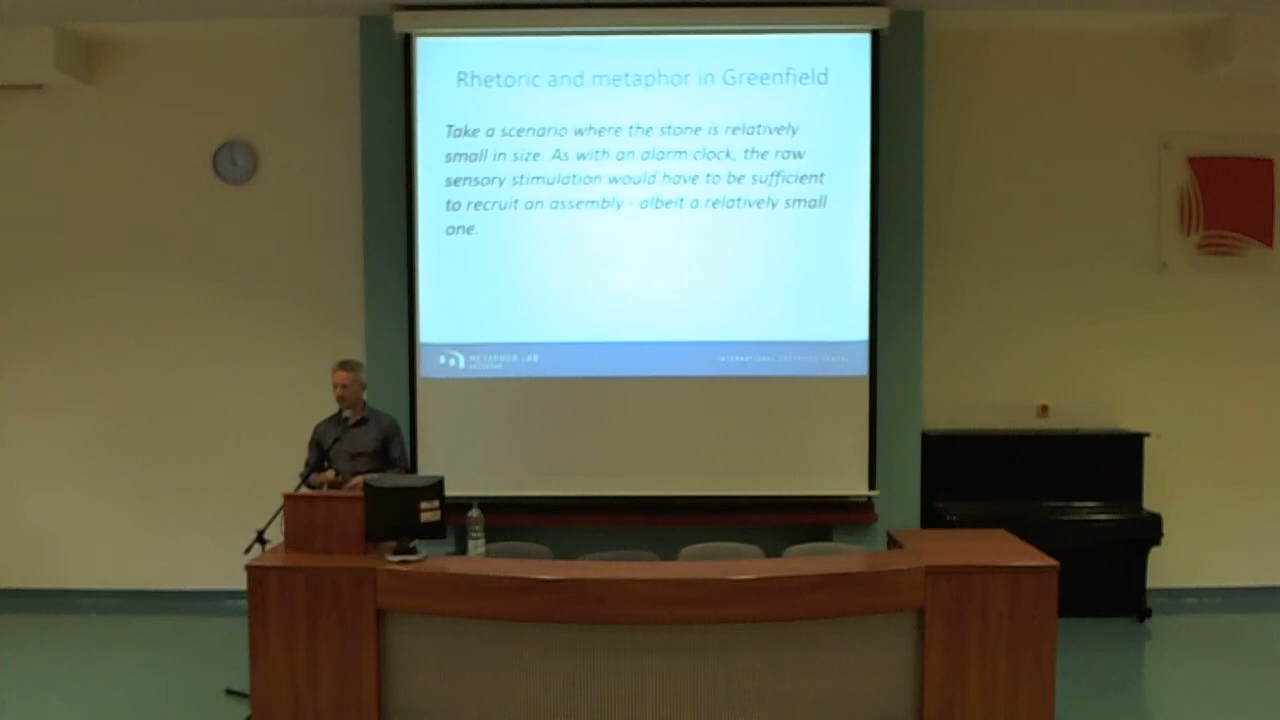 Rhetoric and metaphor in Greenfield
Take a scenario where the stone is relatively
small in size. As with an alarm clock, the raw
sensory stimulation would have to be sufficient
to recruit an assembly - albeit a relatively small
one.
METAPHOR LAB